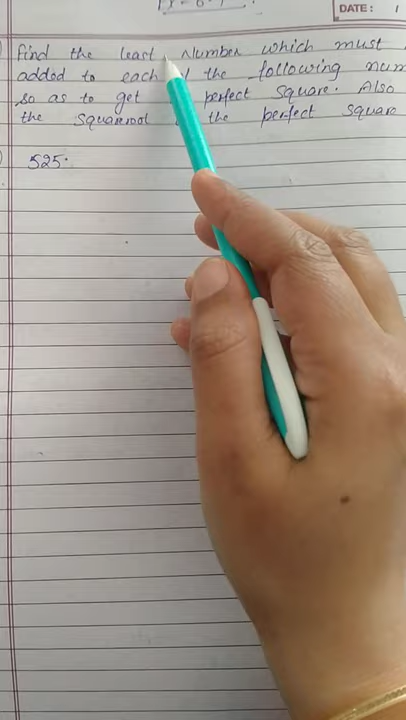 DATE: 1
Find the least Number which must
added to each the following num
so as to get perfect square. Also
the squareroot the perfect square
525.